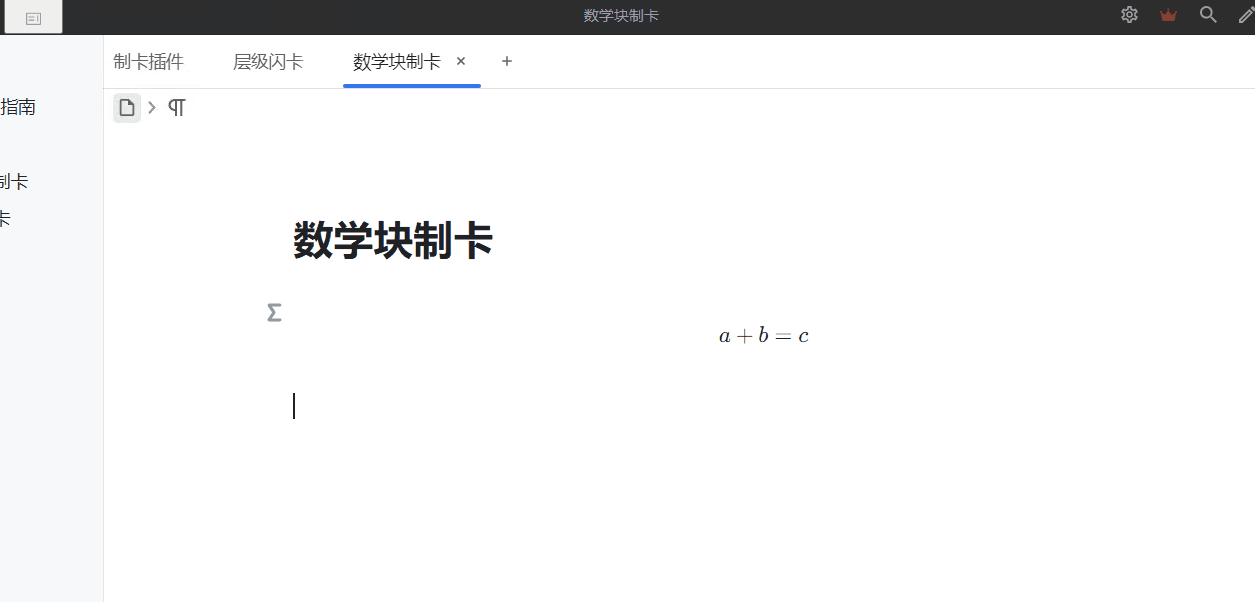 数学块制卡
制卡插件 层级闪卡 数学块制卡
指南
制卡
卡
数学块制卡
a + b = c